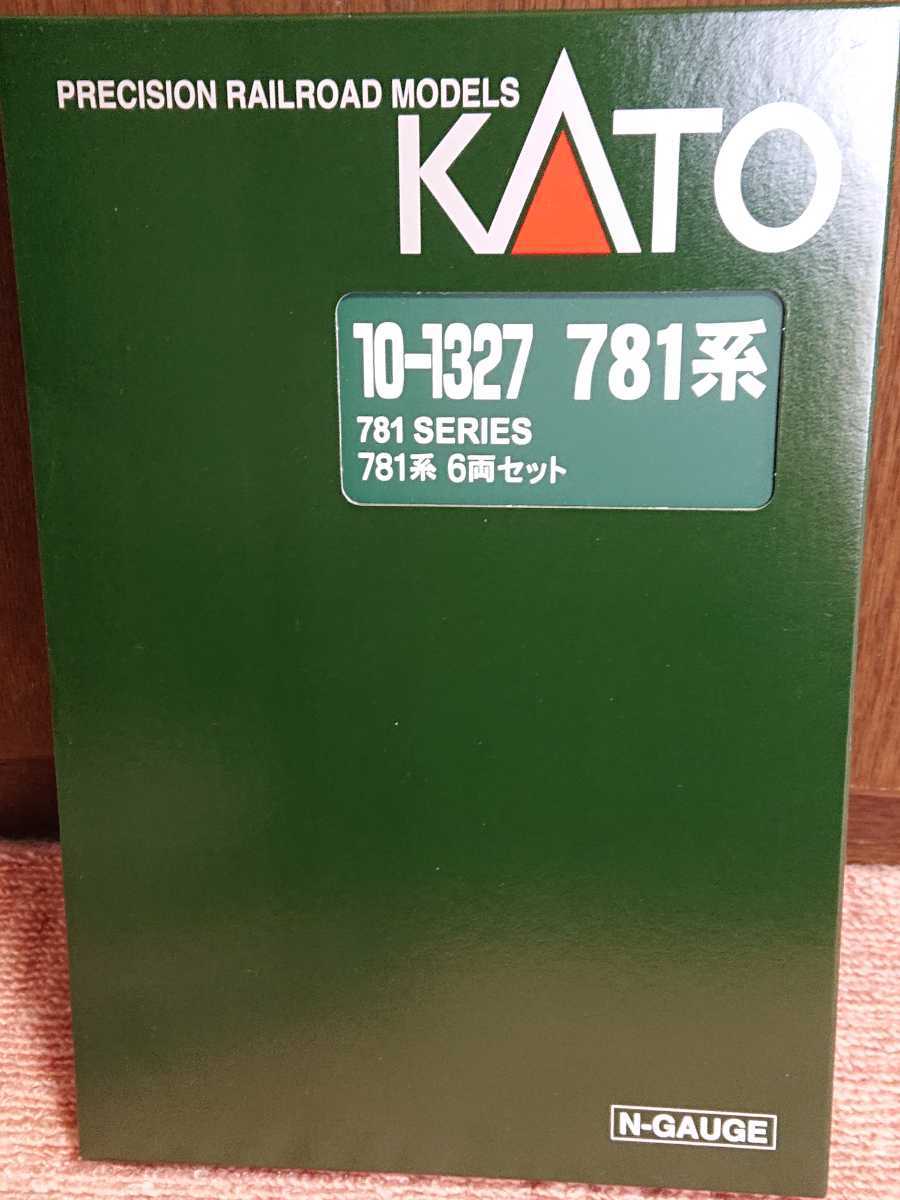 PRECISION RAILROAD MODELS
KATO
10-1327 781系
781 SERIES
781系 6両セット
N-GAUGE